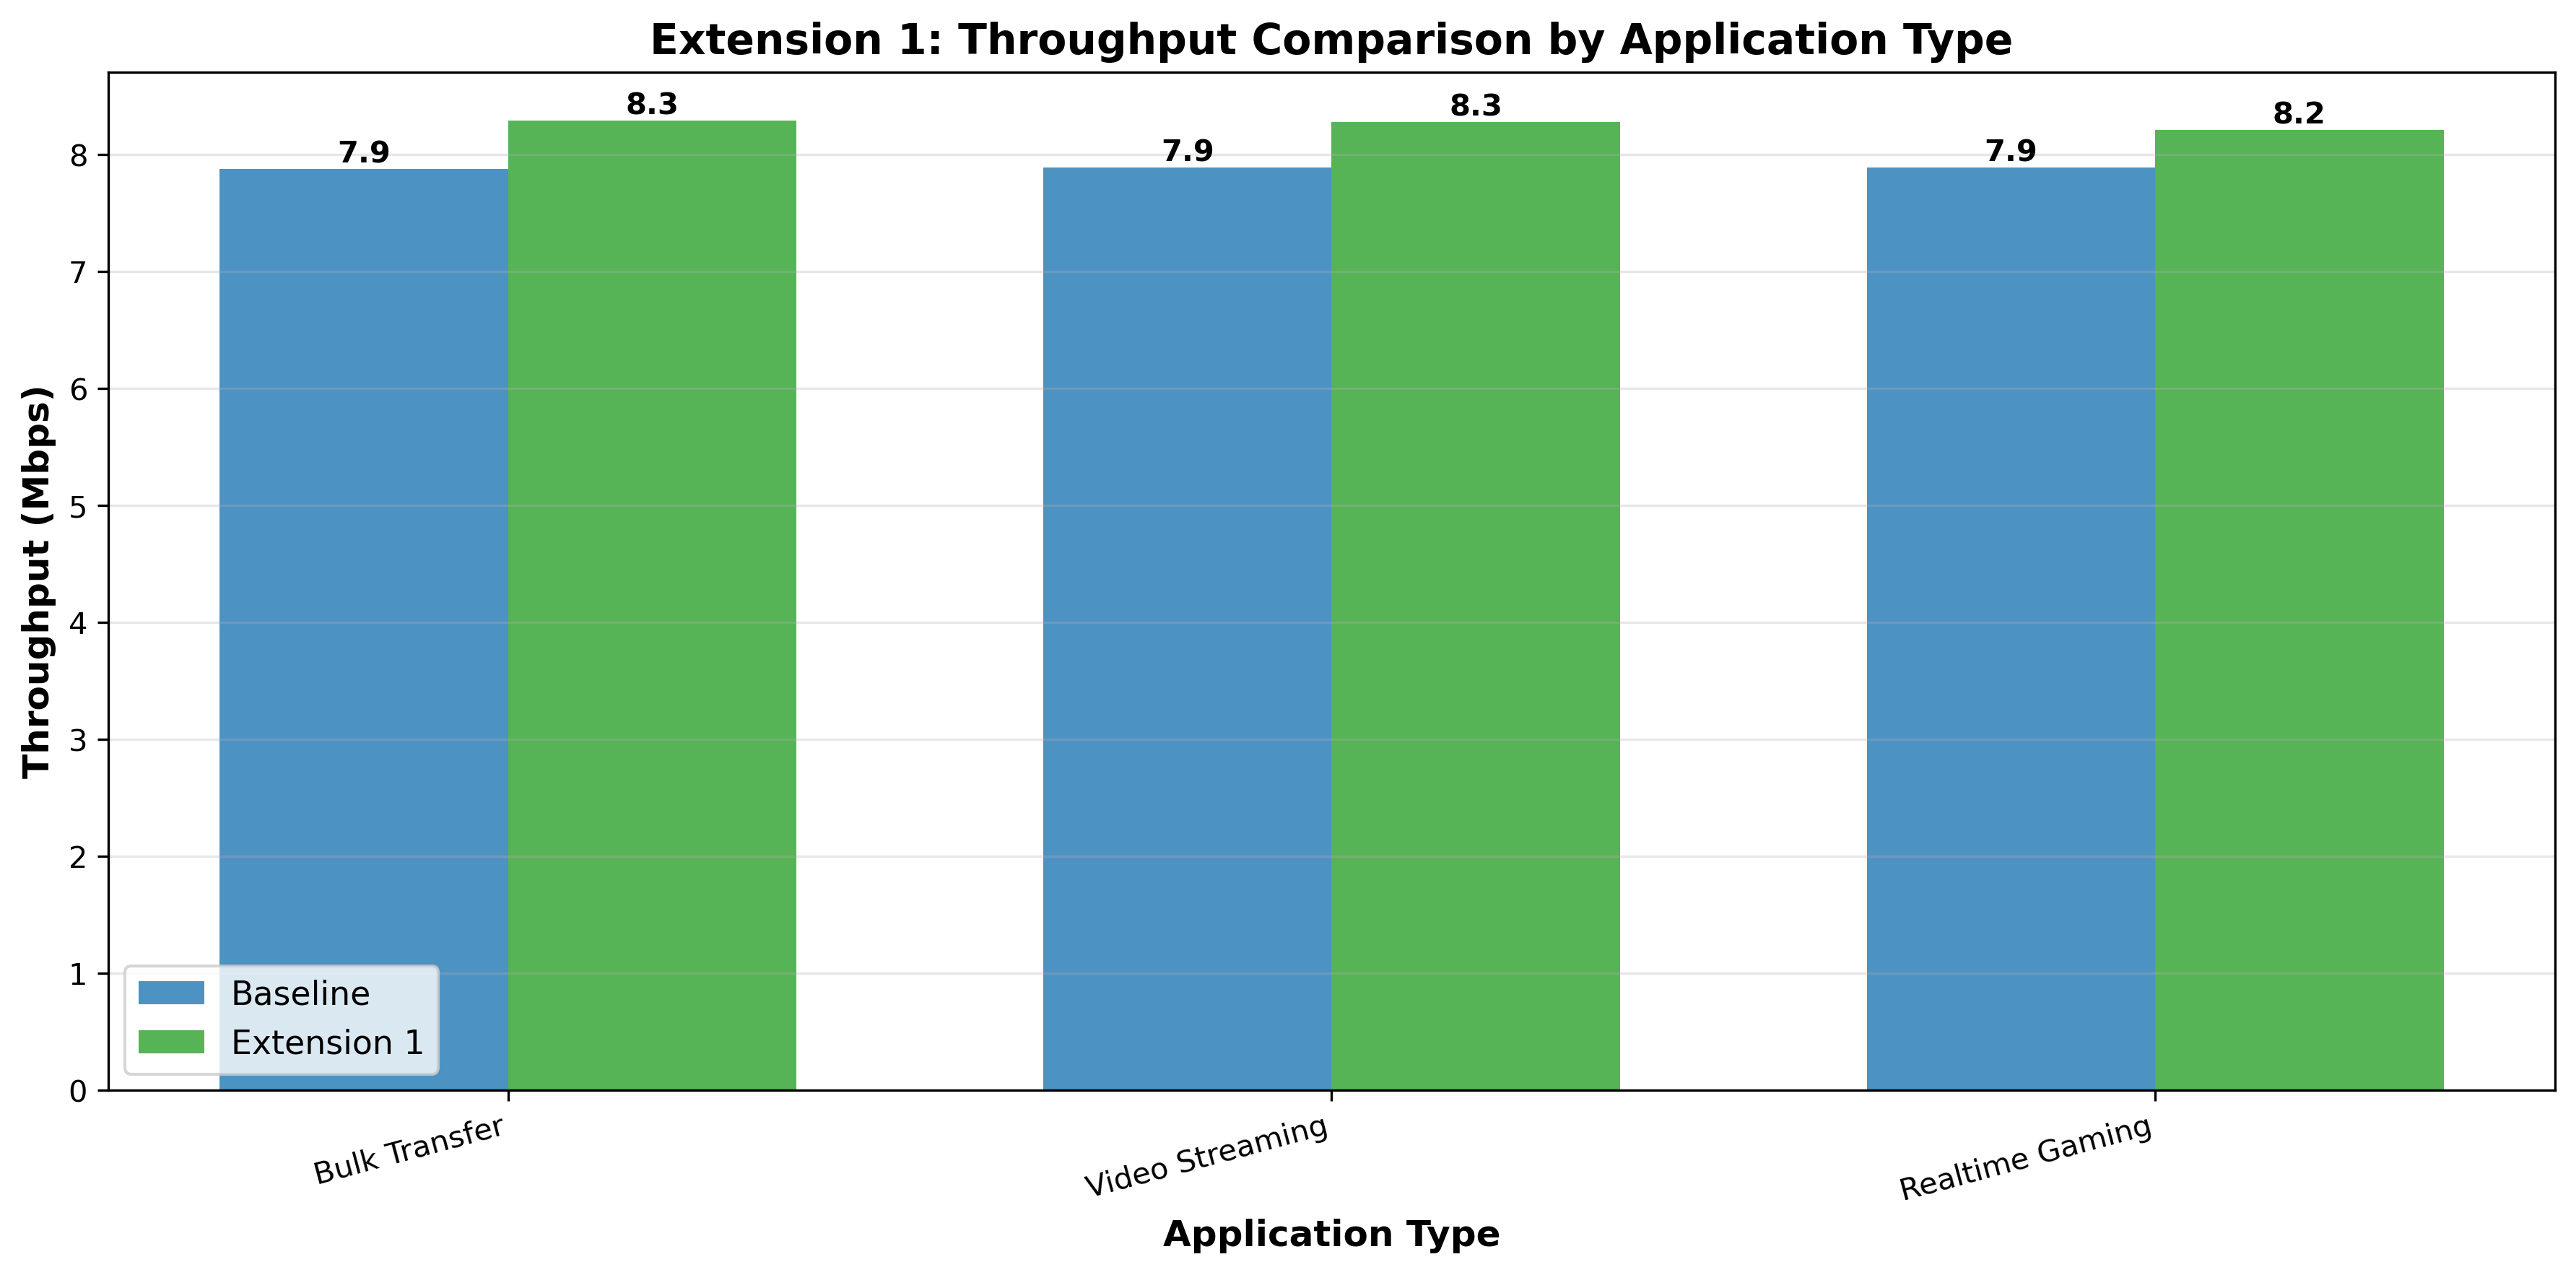 Extension 1: Throughput Comparison by Application Type
7.9
8.3
7.9
8.3
7.9
8.2
8
7
6
5
4
3
2
1
0
Throughput (Mbps)
Baseline
Extension 1
Bulk Transfer
Video Streaming
Realtime Gaming
Application Type